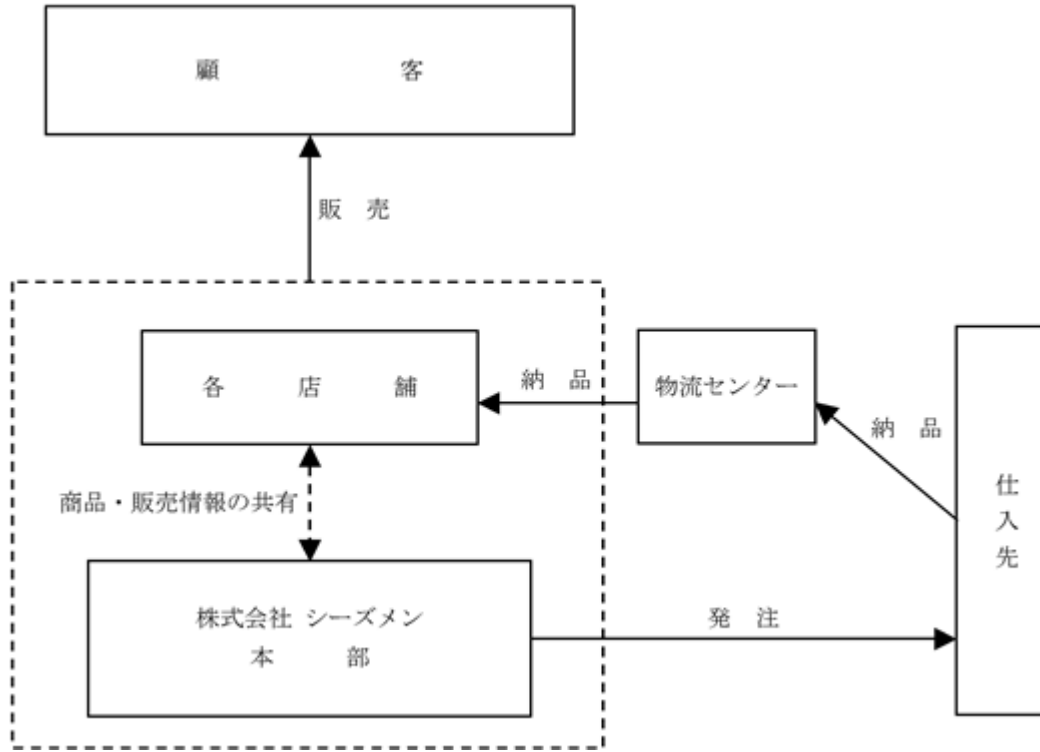 顧 客
販 売
各 店 舗
納 品
物流センター
納 品
仕
入
先
商品・販売情報の共有
株式会社 シーズメン
本 部
発 注